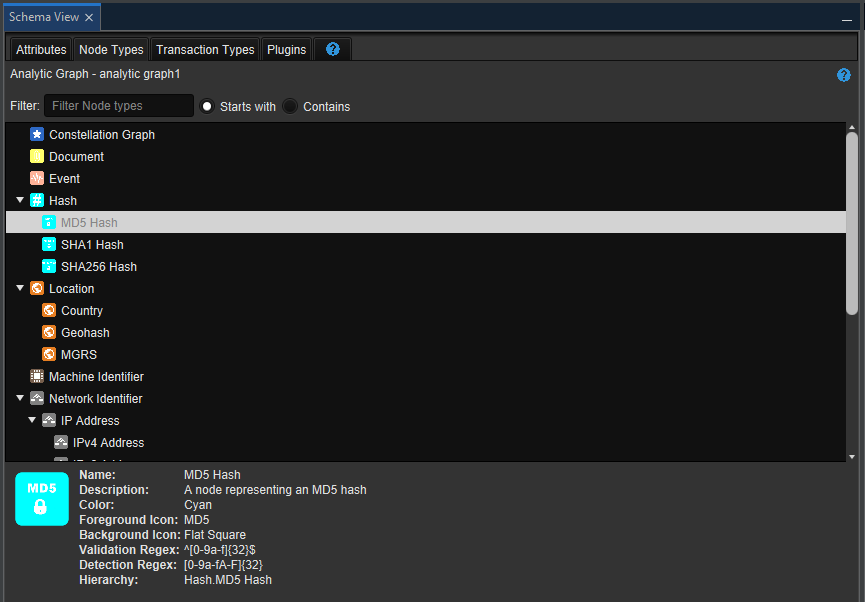 Schema View
Attributes Node Types Transaction Types Plugins ?
Analytic Graph - analytic graph1 ?
Filter: Filter Node types Starts with Contains
Constellation Graph
Document
Event
# Hash
MD5 Hash
SHA1 Hash
SHA256 Hash
Location
Country
Geohash
MGRS
Machine Identifier
Network Identifier
IP Address
IPv4 Address
MD5
Name: MD5 Hash
Description: A node representing an MD5 hash
Color: Cyan
Foreground Icon: MD5
Background Icon: Flat Square
Validation Regex: ^[0-9a-f]{32}$
Detection Regex: [0-9a-fA-F]{32}
Hierarchy: Hash.MD5 Hash